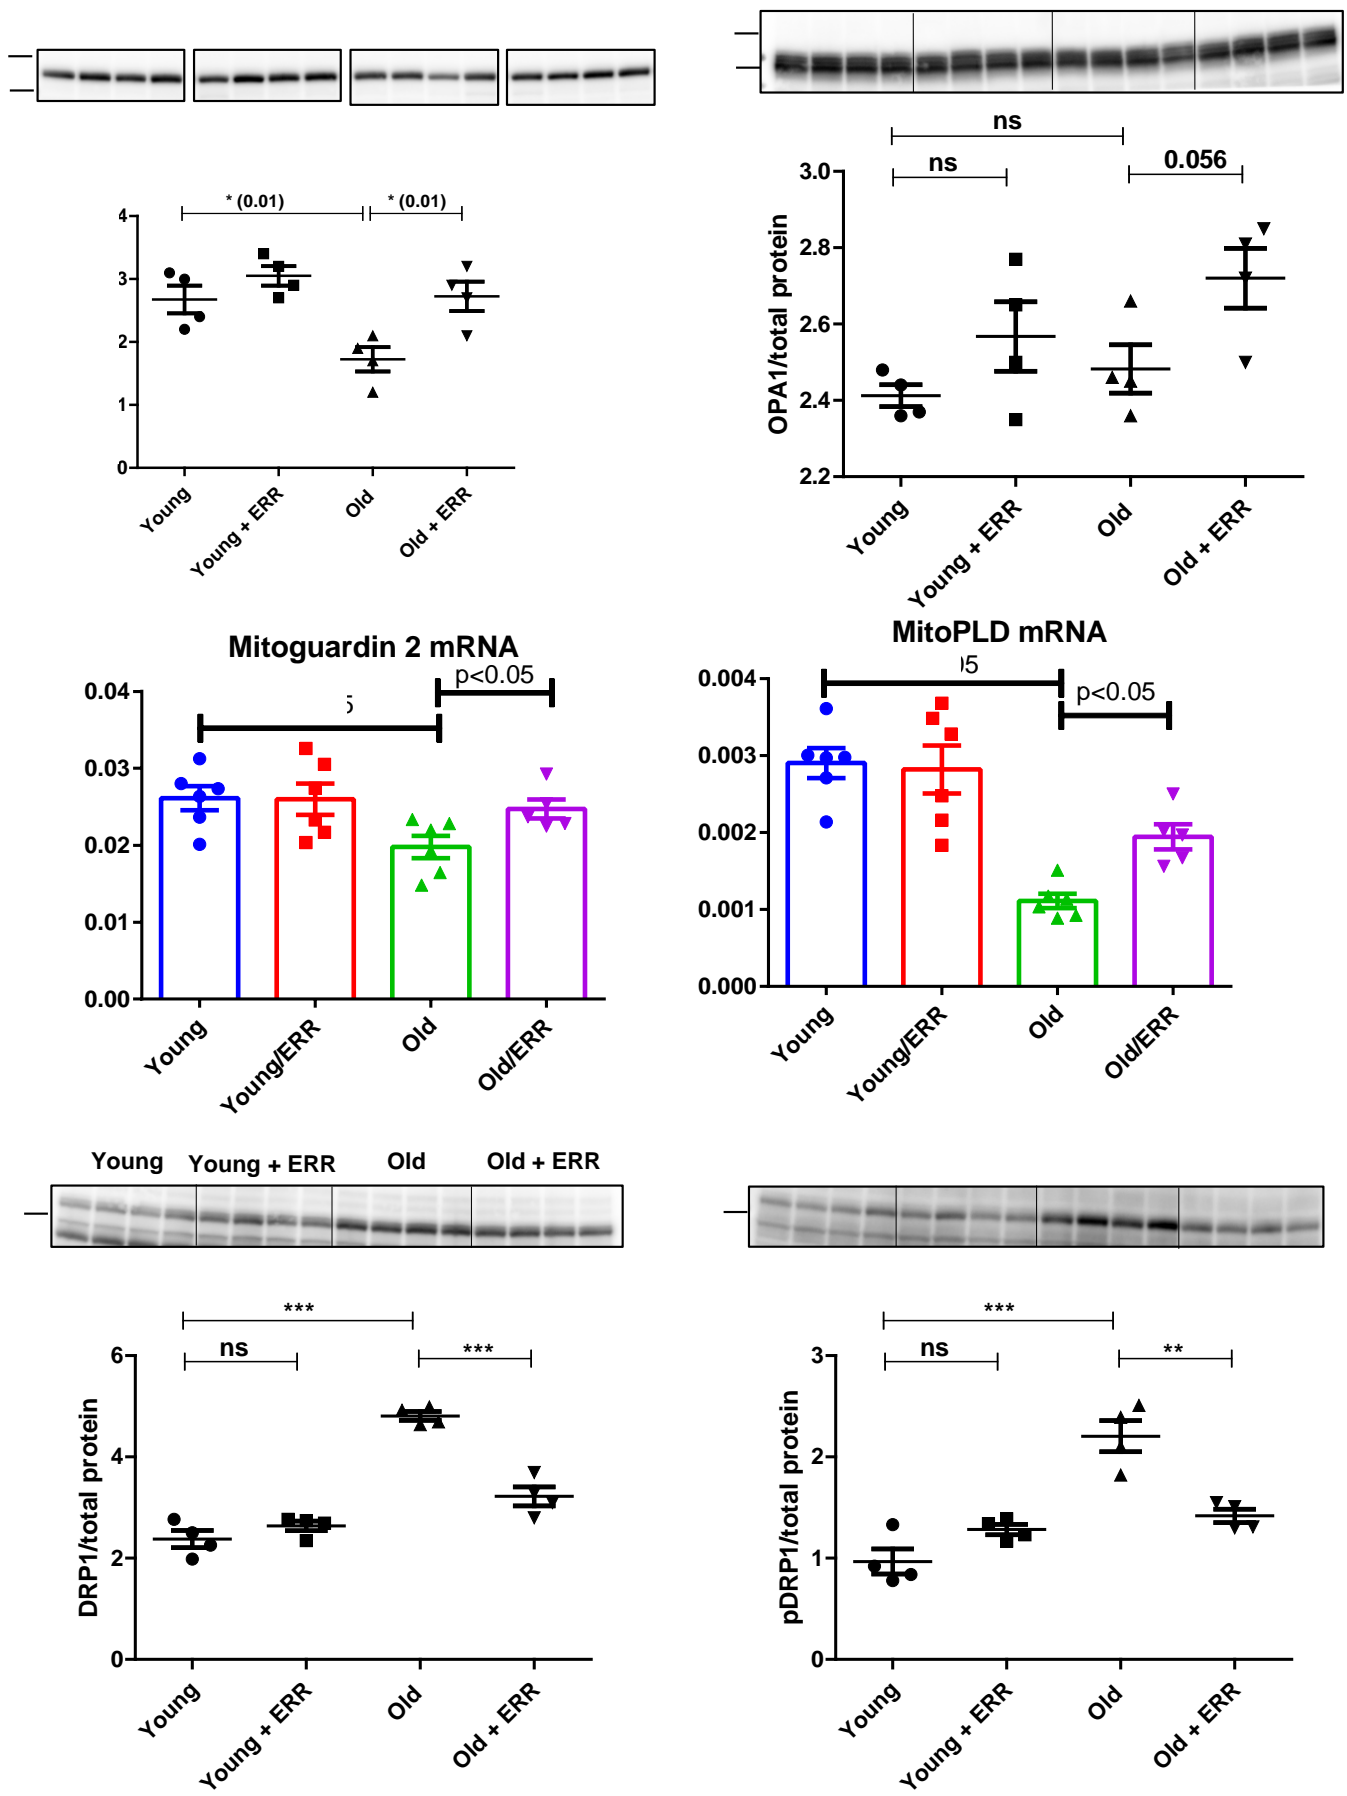 ns
ns
0.056
* (0.01)
* (0.01)
4
3
2
1
0
Young
Young + ERR
Old
Old + ERR
OPA1/total protein
3.0
2.8
2.6
2.4
2.2
Young
Young + ERR
Old
Old + ERR
Mitoguardin 2 mRNA
p<0.05
0.04
0.03
0.02
0.01
0.00
Young
Young/ERR
Old
Old/ERR
MitoPLD mRNA
p<0.05
0.004
0.003
0.002
0.001
0.000
Young
Young/ERR
Old
Old/ERR
Young Young + ERR Old Old + ERR
***
ns
***
DRP1/total protein
6
4
2
0
Young
Young + ERR
Old
Old + ERR
***
ns
**
pDRP1/total protein
3
2
1
0
Young
Young + ERR
Old
Old + ERR